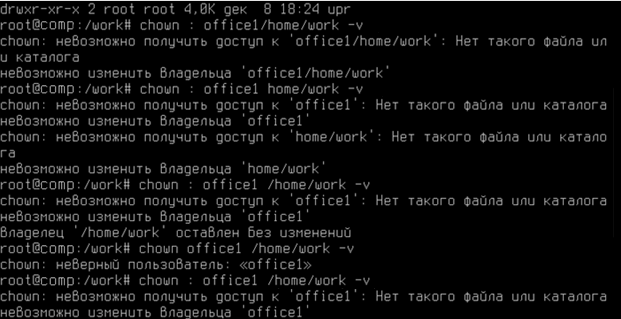 drwxr-xr-x 2 root root 4,0K дек  8 18:24 upr
root@comp:/work# chown : office1/home/work -v
chown: невозможно получить доступ к 'office1/home/work': Нет такого файла ил
и каталога
невозможно изменить владельца 'office1/home/work'
root@comp:/work# chown : office1 home/work -v
chown: невозможно получить доступ к 'office1': Нет такого файла или каталога
невозможно изменить владельца 'office1'
chown: невозможно получить доступ к 'home/work': Нет такого файла или катало
га
невозможно изменить владельца 'home/work'
root@comp:/work# chown : office1 /home/work -v
chown: невозможно получить доступ к 'office1': Нет такого файла или каталога
невозможно изменить владельца 'office1'
владелец '/home/work' оставлен без изменений
root@comp:/work# chown office1 /home/work -v
chown: неверный пользователь: «office1»
root@comp:/work# chown : office1 /home/work -v
chown: невозможно получить доступ к 'office1': Нет такого файла или каталога
невозможно изменить владельца 'office1'